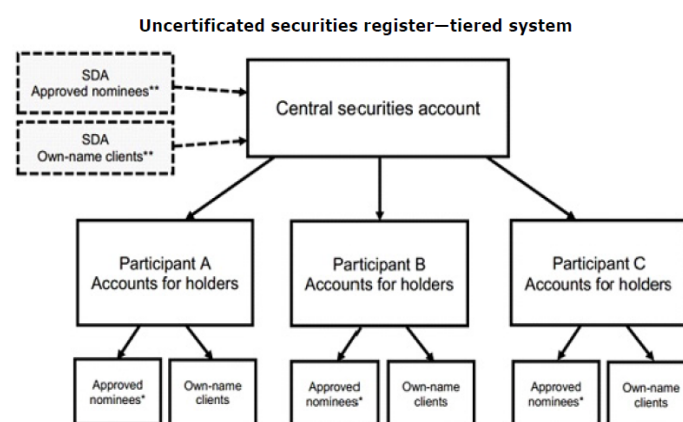 Uncertificated securities register—tiered system
SDA
Approved nominees**
SDA
Own-name clients**
Central securities account
Participant A
Accounts for holders
Participant B
Accounts for holders
Participant C
Accounts for holders
Approved
nominees*
Own-name
clients
Approved
nominees*
Own-name
clients
Approved
nominees*
Own-name
clients